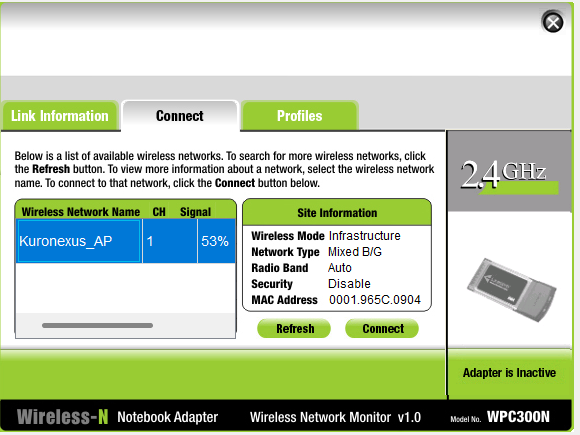 Link Information
Connect
Profiles
Below is a list of available wireless networks. To search for more wireless networks, click
the Refresh button. To view more information about a network, select the wireless network
name. To connect to that network, click the Connect button below.
2.4GHz
Wireless Network Name CH Signal
Kuronexus_AP 1 53%
Site Information
Wireless Mode Infrastructure
Network Type Mixed B/G
Radio Band Auto
Security Disable
MAC Address 0001.965C.0904
Refresh
Connect
Adapter is Inactive
Wireless-N Notebook Adapter Wireless Network Monitor v1.0 Model No. WPC300N